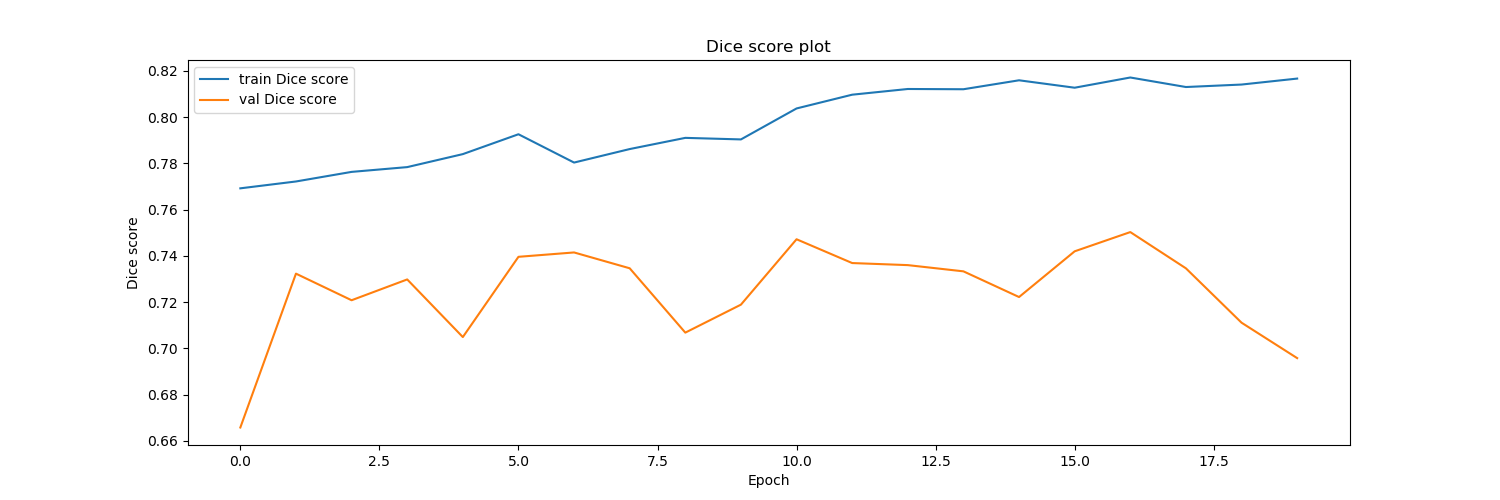 Dice score plot
train Dice score
val Dice score
0.82
0.80
0.78
0.76
0.74
0.72
0.70
0.68
0.66
Dice score
0.0 2.5 5.0 7.5 10.0 12.5 15.0 17.5
Epoch